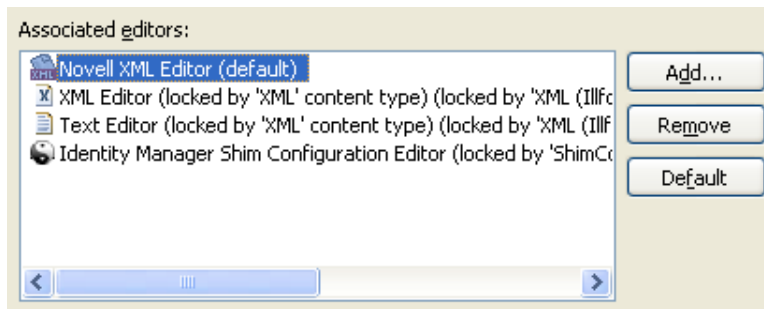 Associated editors:
Novell XML Editor (default)
XML Editor (locked by 'XML' content type) (locked by 'XML (Illfc
Text Editor (locked by 'XML' content type) (locked by 'XML (Illf
Identity Manager Shim Configuration Editor (locked by 'ShimCo
Add...
Remove
Default